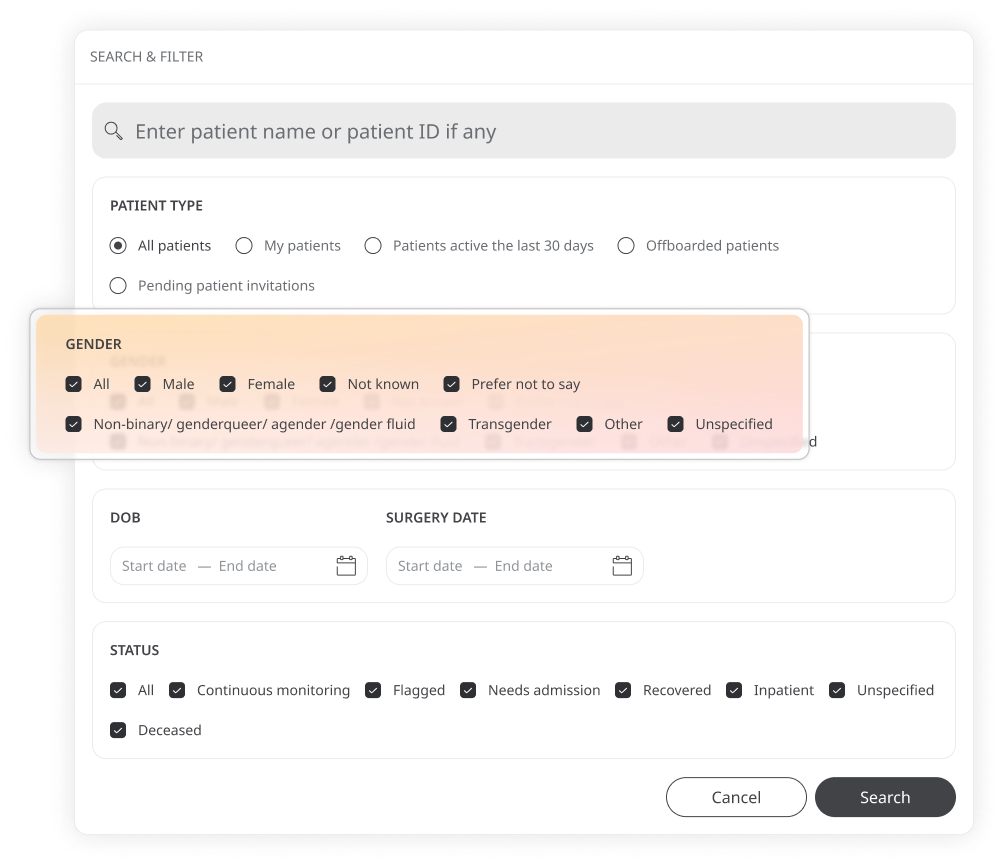 SEARCH & FILTER
Enter patient name or patient ID if any
PATIENT TYPE
All patients My patients Patients active the last 30 days Offboarded patients
Pending patient invitations
GENDER
All Male Female Not known Prefer not to say
Non-binary/ genderqueer/ agender /gender fluid Transgender Other Unspecified
DOB SURGERY DATE
Start date — End date Start date — End date
STATUS
All Continuous monitoring Flagged Needs admission Recovered Inpatient Unspecified
Deceased
Cancel Search